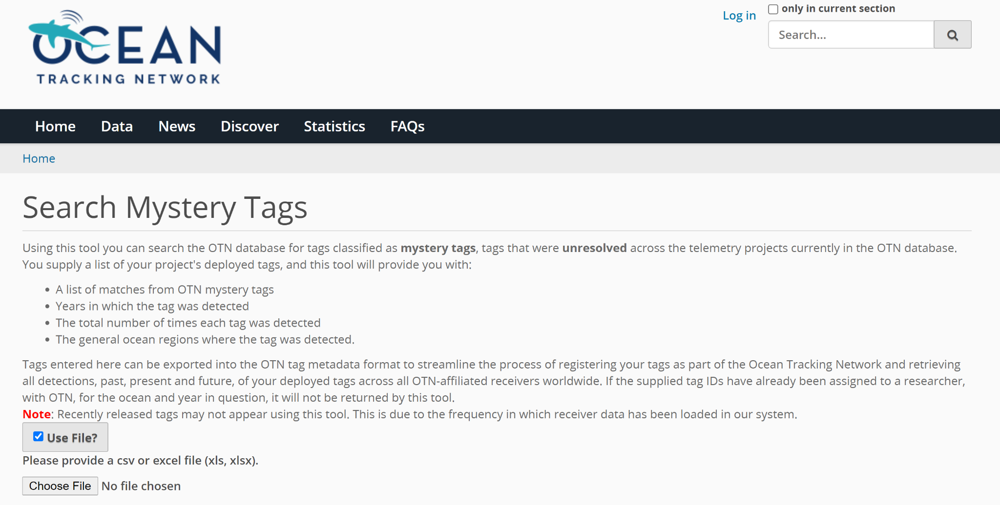 OCEAN
TRACKING NETWORK
Log in
only in current section
Search...
Home Data News Discover Statistics FAQs
Home
Search Mystery Tags
Using this tool you can search the OTN database for tags classified as mystery tags, tags that were unresolved across the telemetry projects currently in the OTN database.
You supply a list of your project's deployed tags, and this tool will provide you with:
• A list of matches from OTN mystery tags
• Years in which the tag was detected
• The total number of times each tag was detected
• The general ocean regions where the tag was detected.
Tags entered here can be exported into the OTN tag metadata format to streamline the process of registering your tags as part of the Ocean Tracking Network and retrieving
all detections, past, present and future, of your deployed tags across all OTN-affiliated receivers worldwide. If the supplied tag IDs have already been assigned to a researcher,
with OTN, for the ocean and year in question, it will not be returned by this tool.
Note: Recently released tags may not appear using this tool. This is due to the frequency in which receiver data has been loaded in our system.
Use File?
Please provide a csv or excel file (xls, xlsx).
Choose File No file chosen